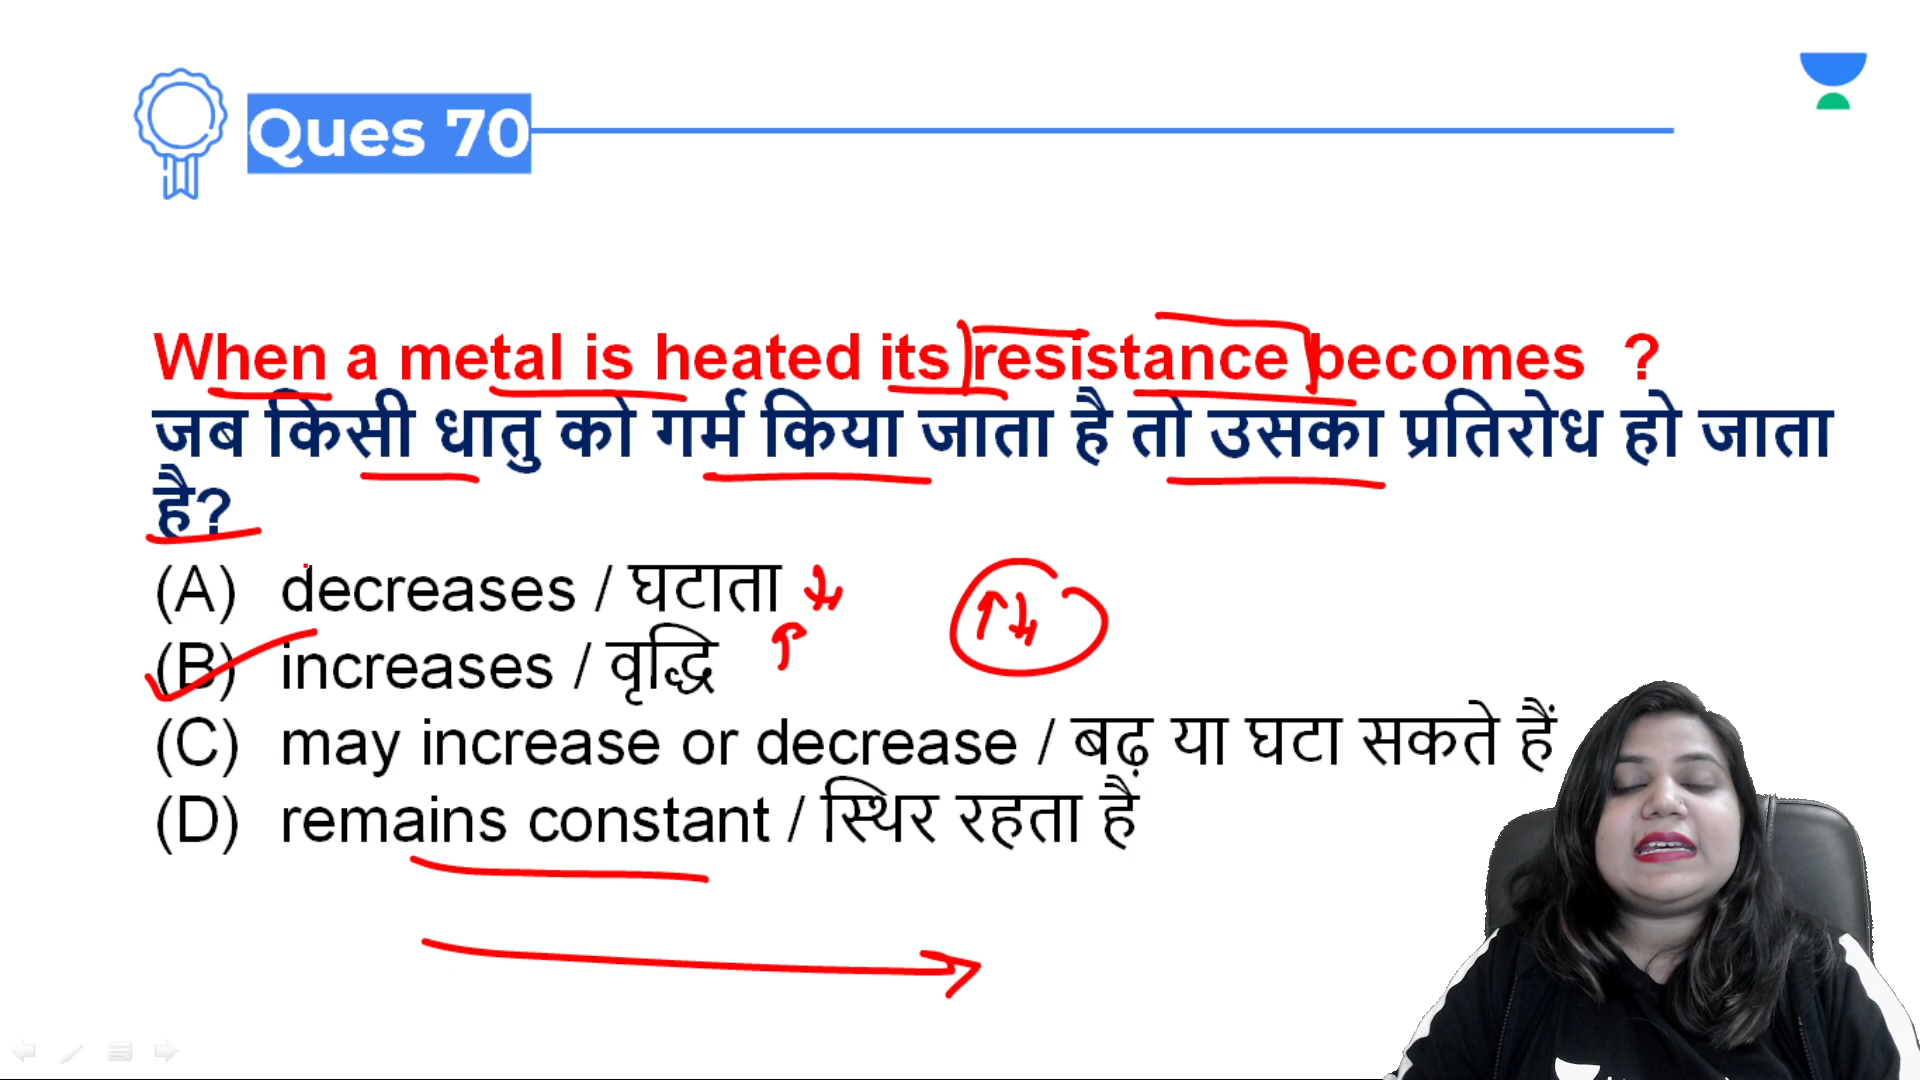 Ques 70
When a metal is heated its resistance becomes ?
जब किसी धातु को गर्म किया जाता है तो उसका प्रतिरोध हो जाता
है?
(A) decreases / घटाता
(B) increases / वृद्धि
(C) may increase or decrease / बढ़ या घटा सकते हैं
(D) remains constant / स्थिर रहता है